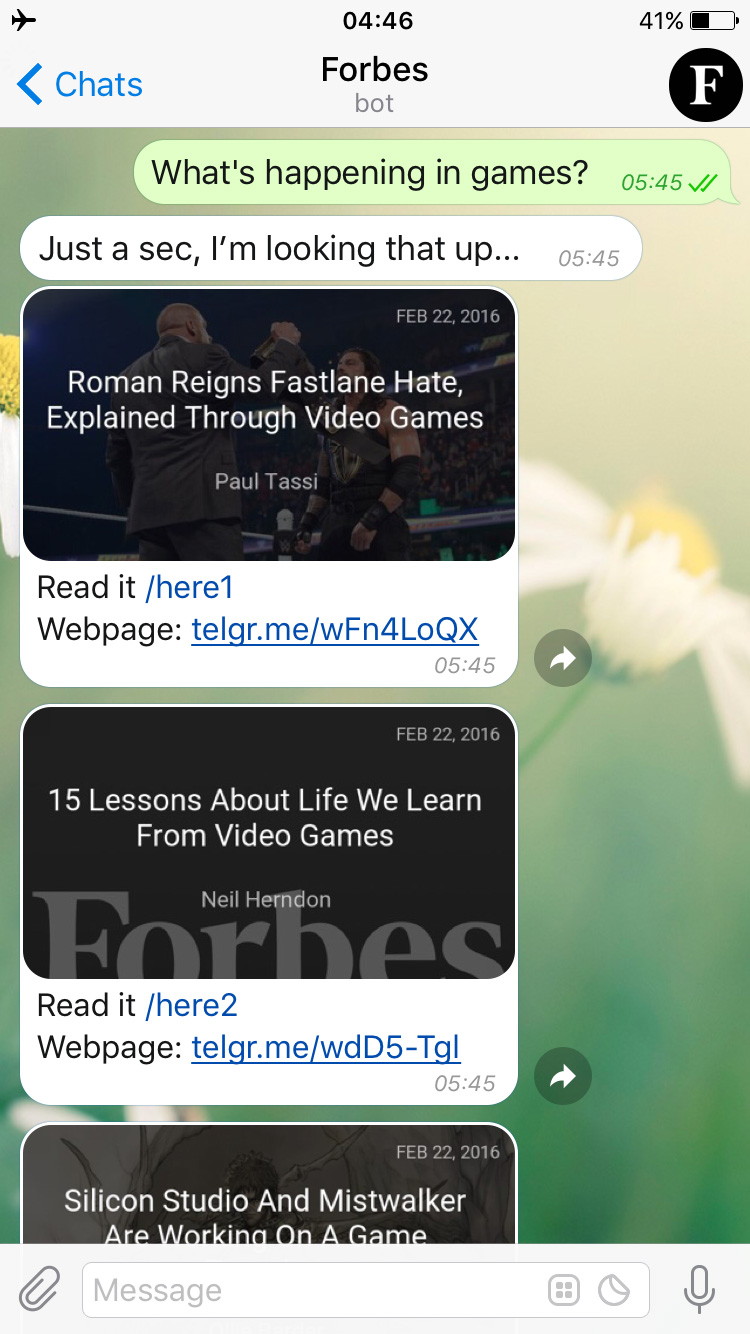 04:46
41%
Chats
Forbes
bot
F
What's happening in games? 05:45
Just a sec, I'm looking that up... 05:45
FEB 22, 2016
Roman Reigns Fastlane Hate,
Explained Through Video Games
Paul Tassi
Read it /here1
Webpage: telgr.me/wFn4LoQX
05:45
FEB 22, 2016
15 Lessons About Life We Learn
From Video Games
Neil Herndon
Forbes
Read it /here2
Webpage: telgr.me/wdD5-Tgl
05:45
FEB 22, 2016
Silicon Studio And Mistwalker
Are Working On A Game
Message